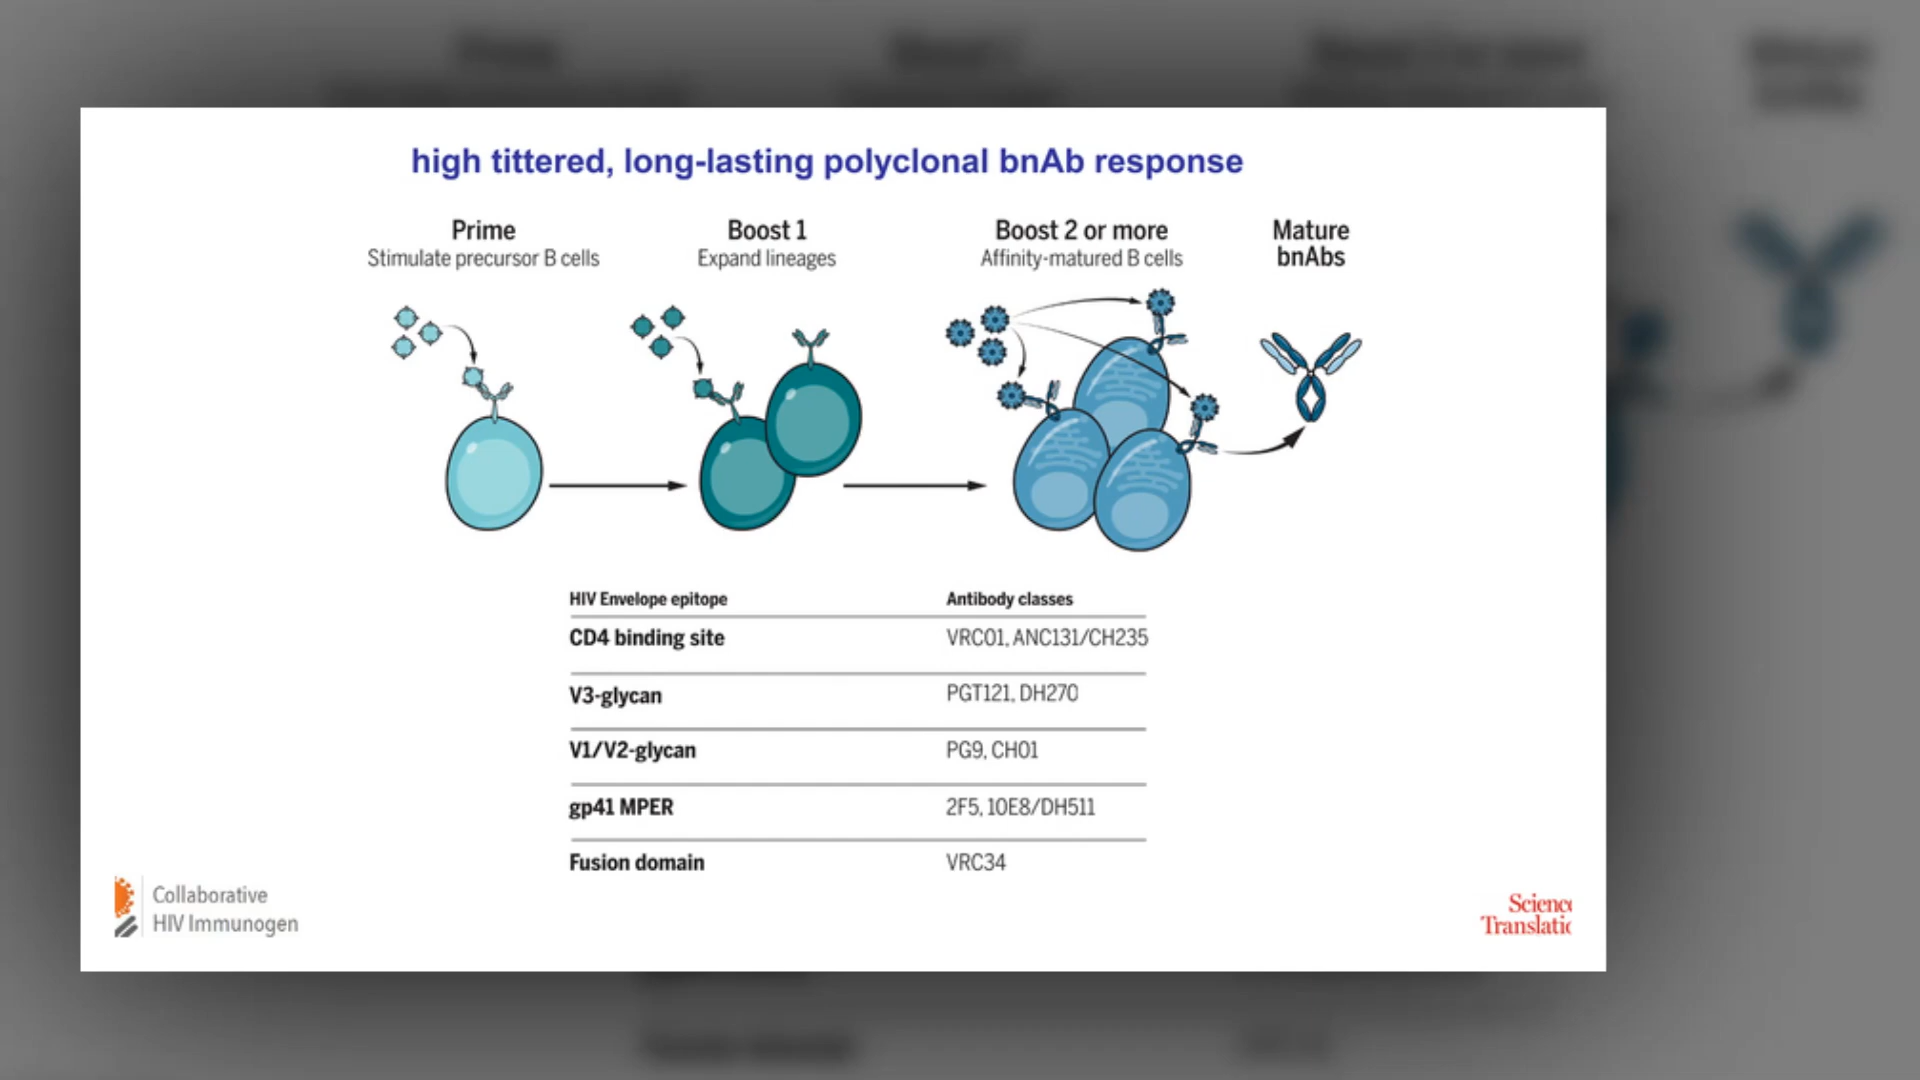 high tittered, long-lasting polyclonal bnAb response
Prime
Stimulate precursor B cells
Boost 1
Expand lineages
Boost 2 or more
Affinity-matured B cells
Mature
bnAbs
HIV Envelope epitope Antibody classes
CD4 binding site VRC01, ANC131/CH235
V3-glycan PGT121, DH270
V1/V2-glycan PG9, CH01
gp41 MPER 2F5, 10E8/DH511
Fusion domain VRC34
Collaborative
HIV Immunogen
Scienc
Translatic